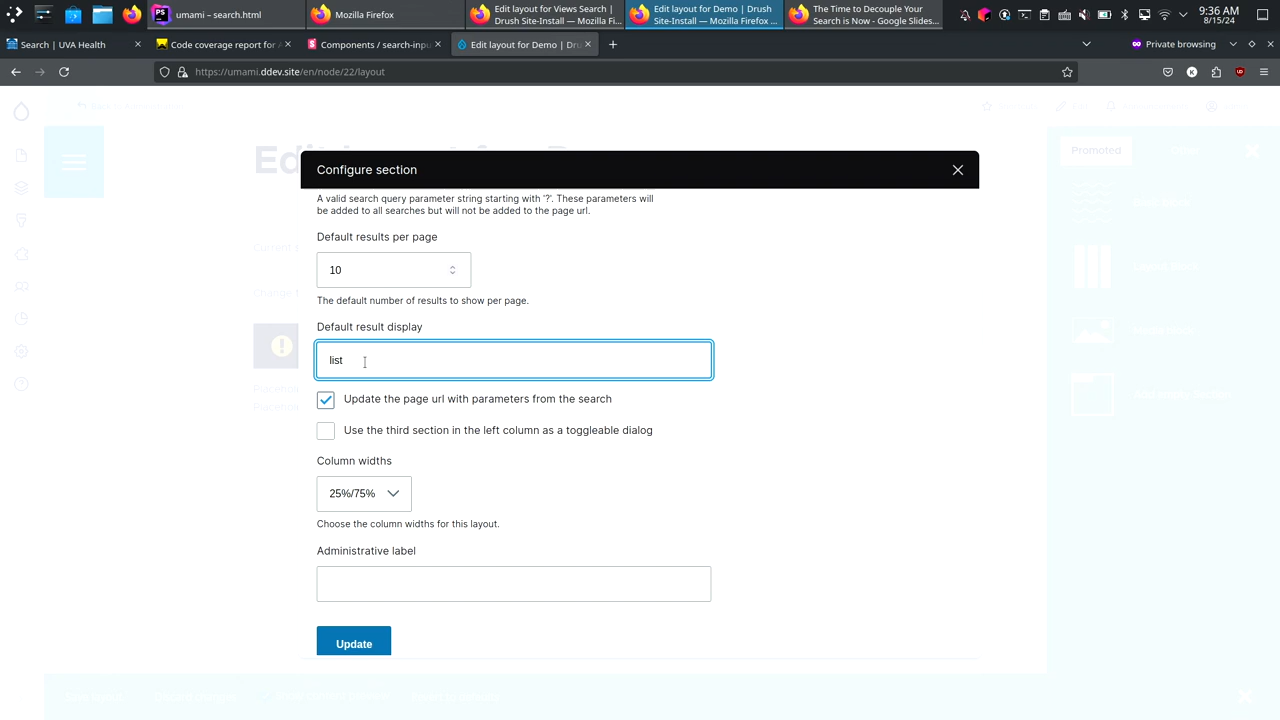 umami – search.html
Mozilla Firefox
Edit layout for Views Search |
Drush Site-Install — Mozilla Fi...
Edit layout for Demo | Drush
Site-Install — Mozilla Firefox ...
The Time to Decouple Your
Search is Now - Google Slides...
9:36 AM
8/15/24
Search | UVA Health
Code coverage report for A
Components / search-inpu
Edit layout for Demo | Dru
Private browsing
https://umami.ddev.site/en/node/22/layout
Promoted
Configure section
A valid search query parameter string starting with '?'. These parameters will
be added to all searches but will not be added to the page url.
Default results per page
10
The default number of results to show per page.
Default result display
list
Update the page url with parameters from the search
Use the third section in the left column as a toggleable dialog
Column widths
25%/75%
Choose the column widths for this layout.
Administrative label
Update